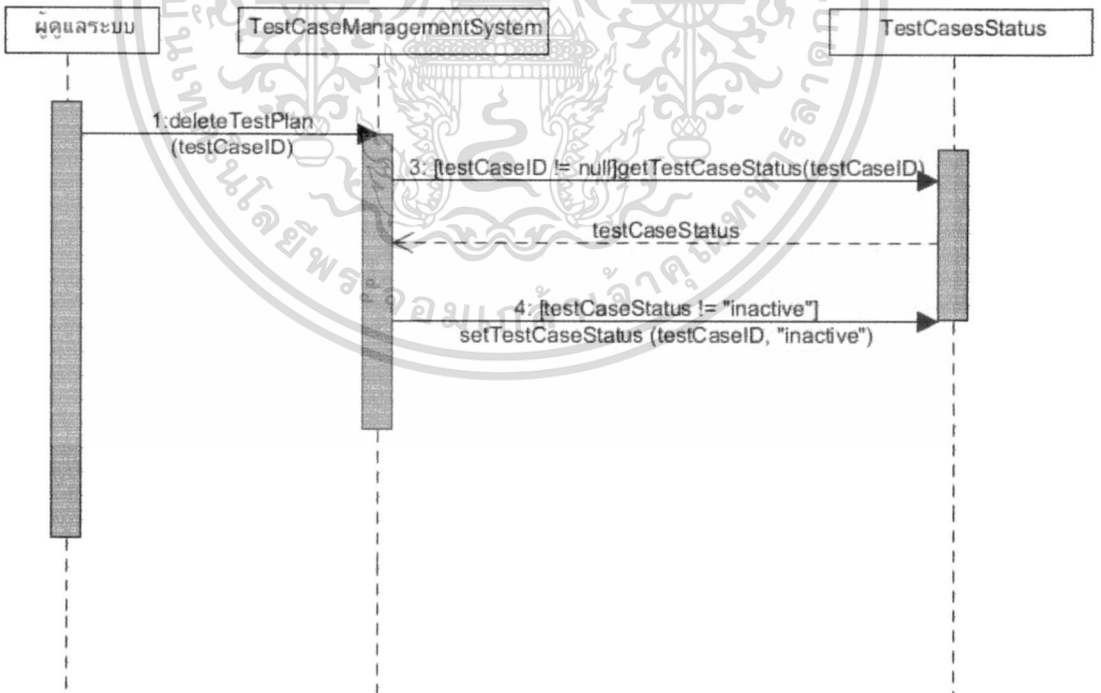 ผู้ดูแลระบบ
TestCaseManagementSystem
TestCasesStatus
1:deleteTestPlan
(testCaseID)
3: [testCaseID != null]getTestCaseStatus(testCaseID)
testCaseStatus
4: [testCaseStatus != "inactive"]
setTestCaseStatus (testCaseID, "inactive")